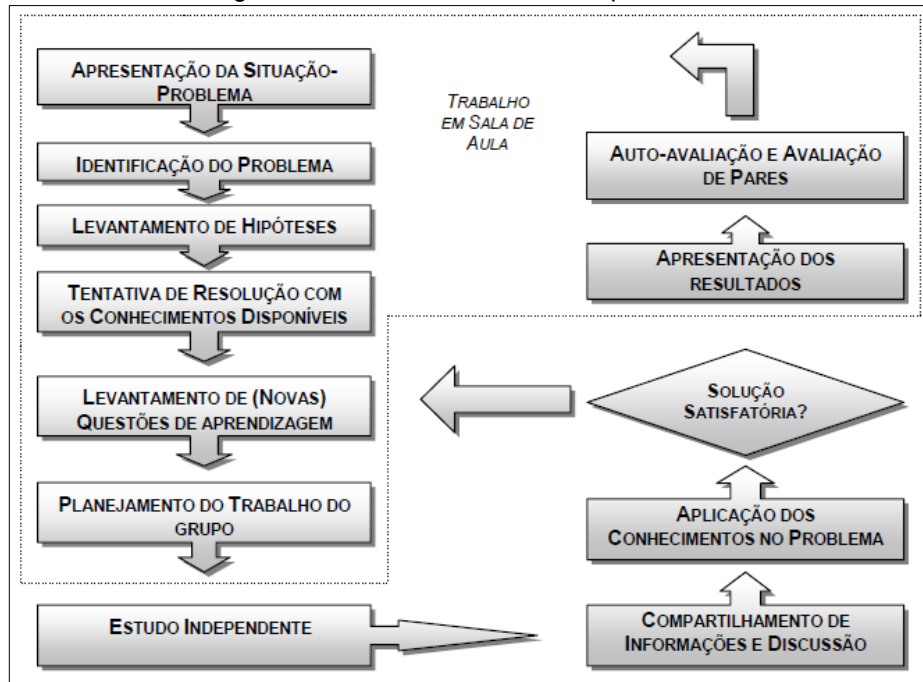 APRESENTAÇÃO DA SITUAÇÃO-
PROBLEMA
IDENTIFICAÇÃO DO PROBLEMA
LEVANTAMENTO DE HIPÓTESES
TENTATIVA DE RESOLUÇÃO COM
OS CONHECIMENTOS DISPONÍVEIS
LEVANTAMENTO DE (NOVAS)
QUESTÕES DE APRENDIZAGEM
PLANEJAMENTO DO TRABALHO DO
GRUPO
ESTUDO INDEPENDENTE
TRABALHO
EM SALA DE
AULA
AUTO-AVALIAÇÃO E AVALIAÇÃO
DE PARES
APRESENTAÇÃO DOS
RESULTADOS
SOLUÇÃO
SATISFATÓRIA?
APLICAÇÃO DOS
CONHECIMENTOS NO PROBLEMA
COMPARTILHAMENTO DE
INFORMAÇÕES E DISCUSSÃO